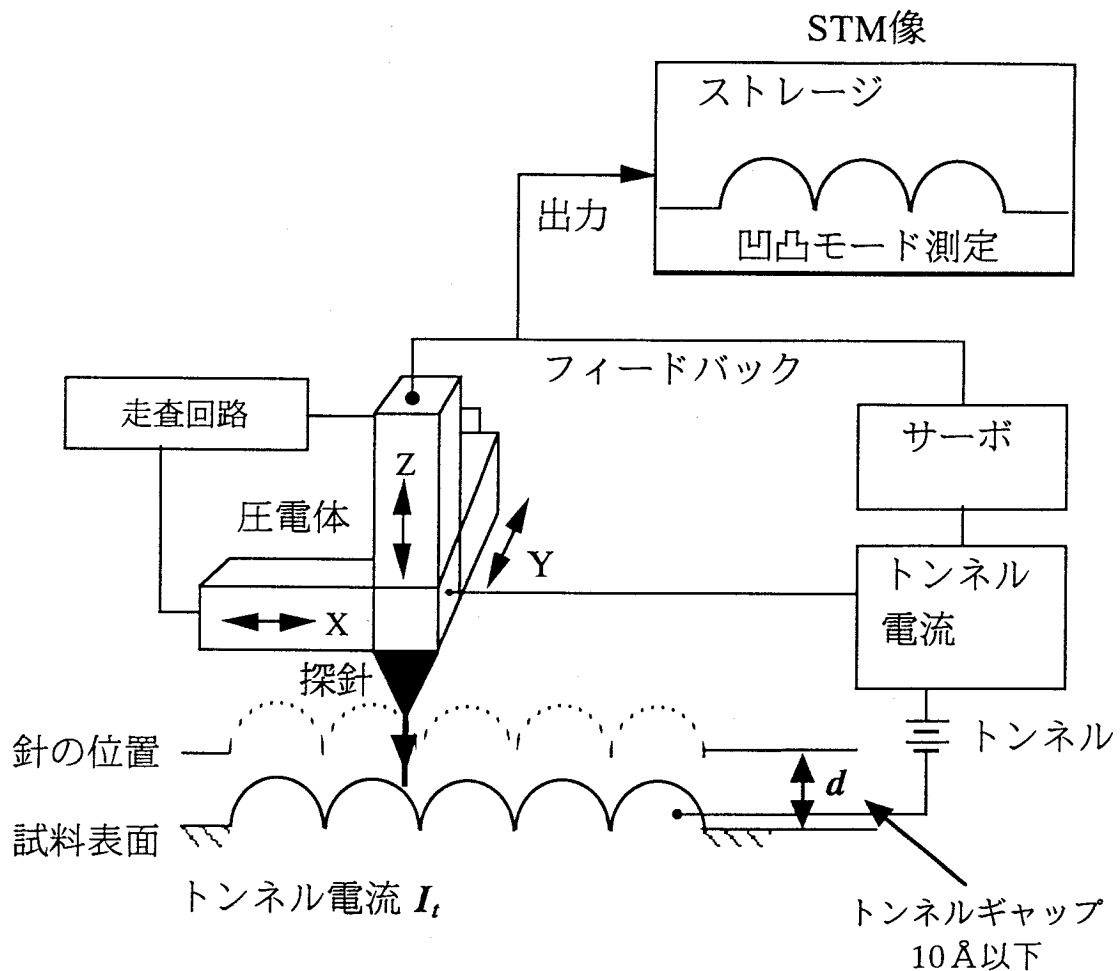 STM像
ストレージ
出力
凹凸モード測定
フィードバック
走査回路
サーボ
Z
圧電体
Y
トンネル
電流
X
探針
針の位置
トンネル
d
試料表面
トンネル電流 It
トンネルギャップ
10 Å以下